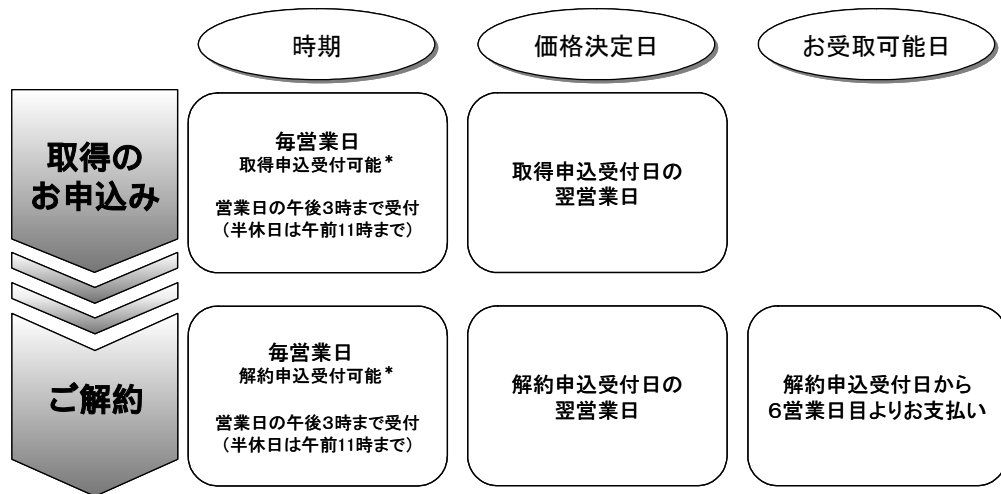 時期
価格決定日
お受取可能日
取得の
お申込み
毎営業日
取得申込受付可能*
営業日の午後3時まで受付
(半休日は午前11時まで)
取得申込受付日の
翌営業日
ご解約
毎営業日
解約申込受付可能*
営業日の午後3時まで受付
(半休日は午前11時まで)
解約申込受付日の
翌営業日
解約申込受付日から
6営業日目よりお支払い